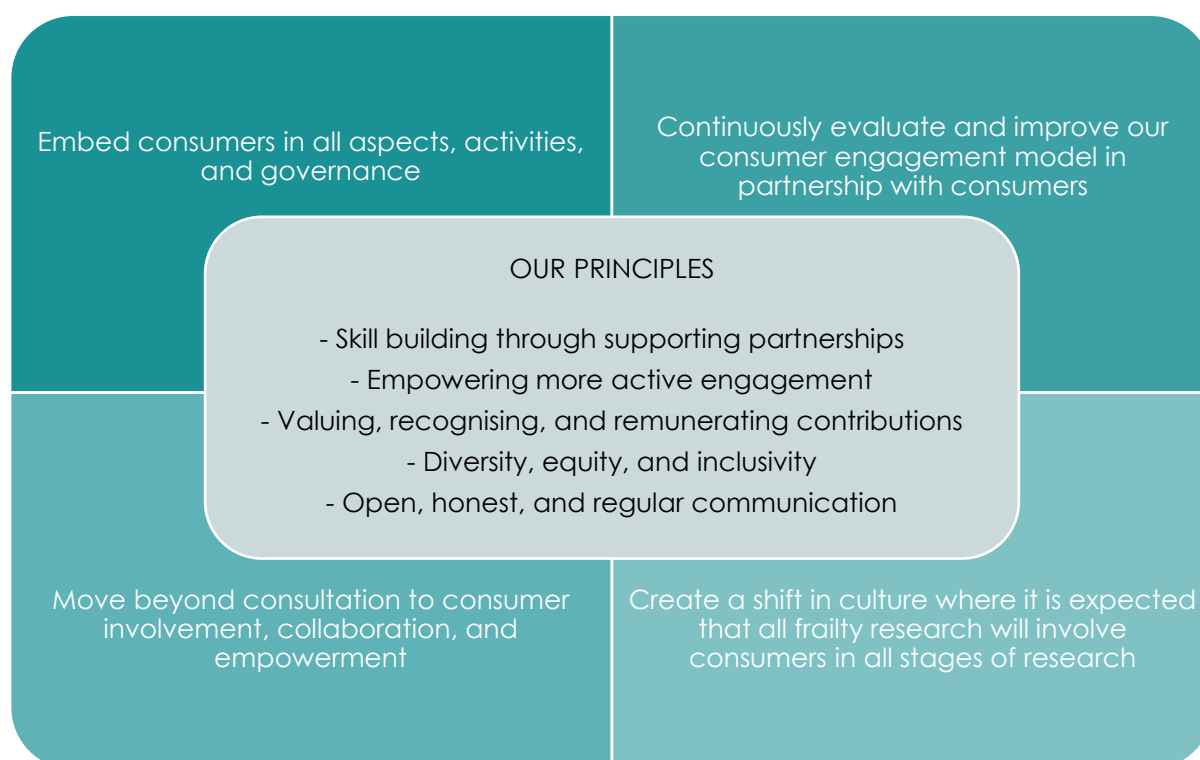 Embed consumers in all aspects, activities,
and governance
Continuously evaluate and improve our
consumer engagement model in
partnership with consumers
OUR PRINCIPLES
- Skill building through supporting partnerships
- Empowering more active engagement
- Valuing, recognising, and remunerating contributions
- Diversity, equity, and inclusivity
- Open, honest, and regular communication
Move beyond consultation to consumer
involvement, collaboration, and
empowerment
Create a shift in culture where it is expected
that all frailty research will involve
consumers in all stages of research